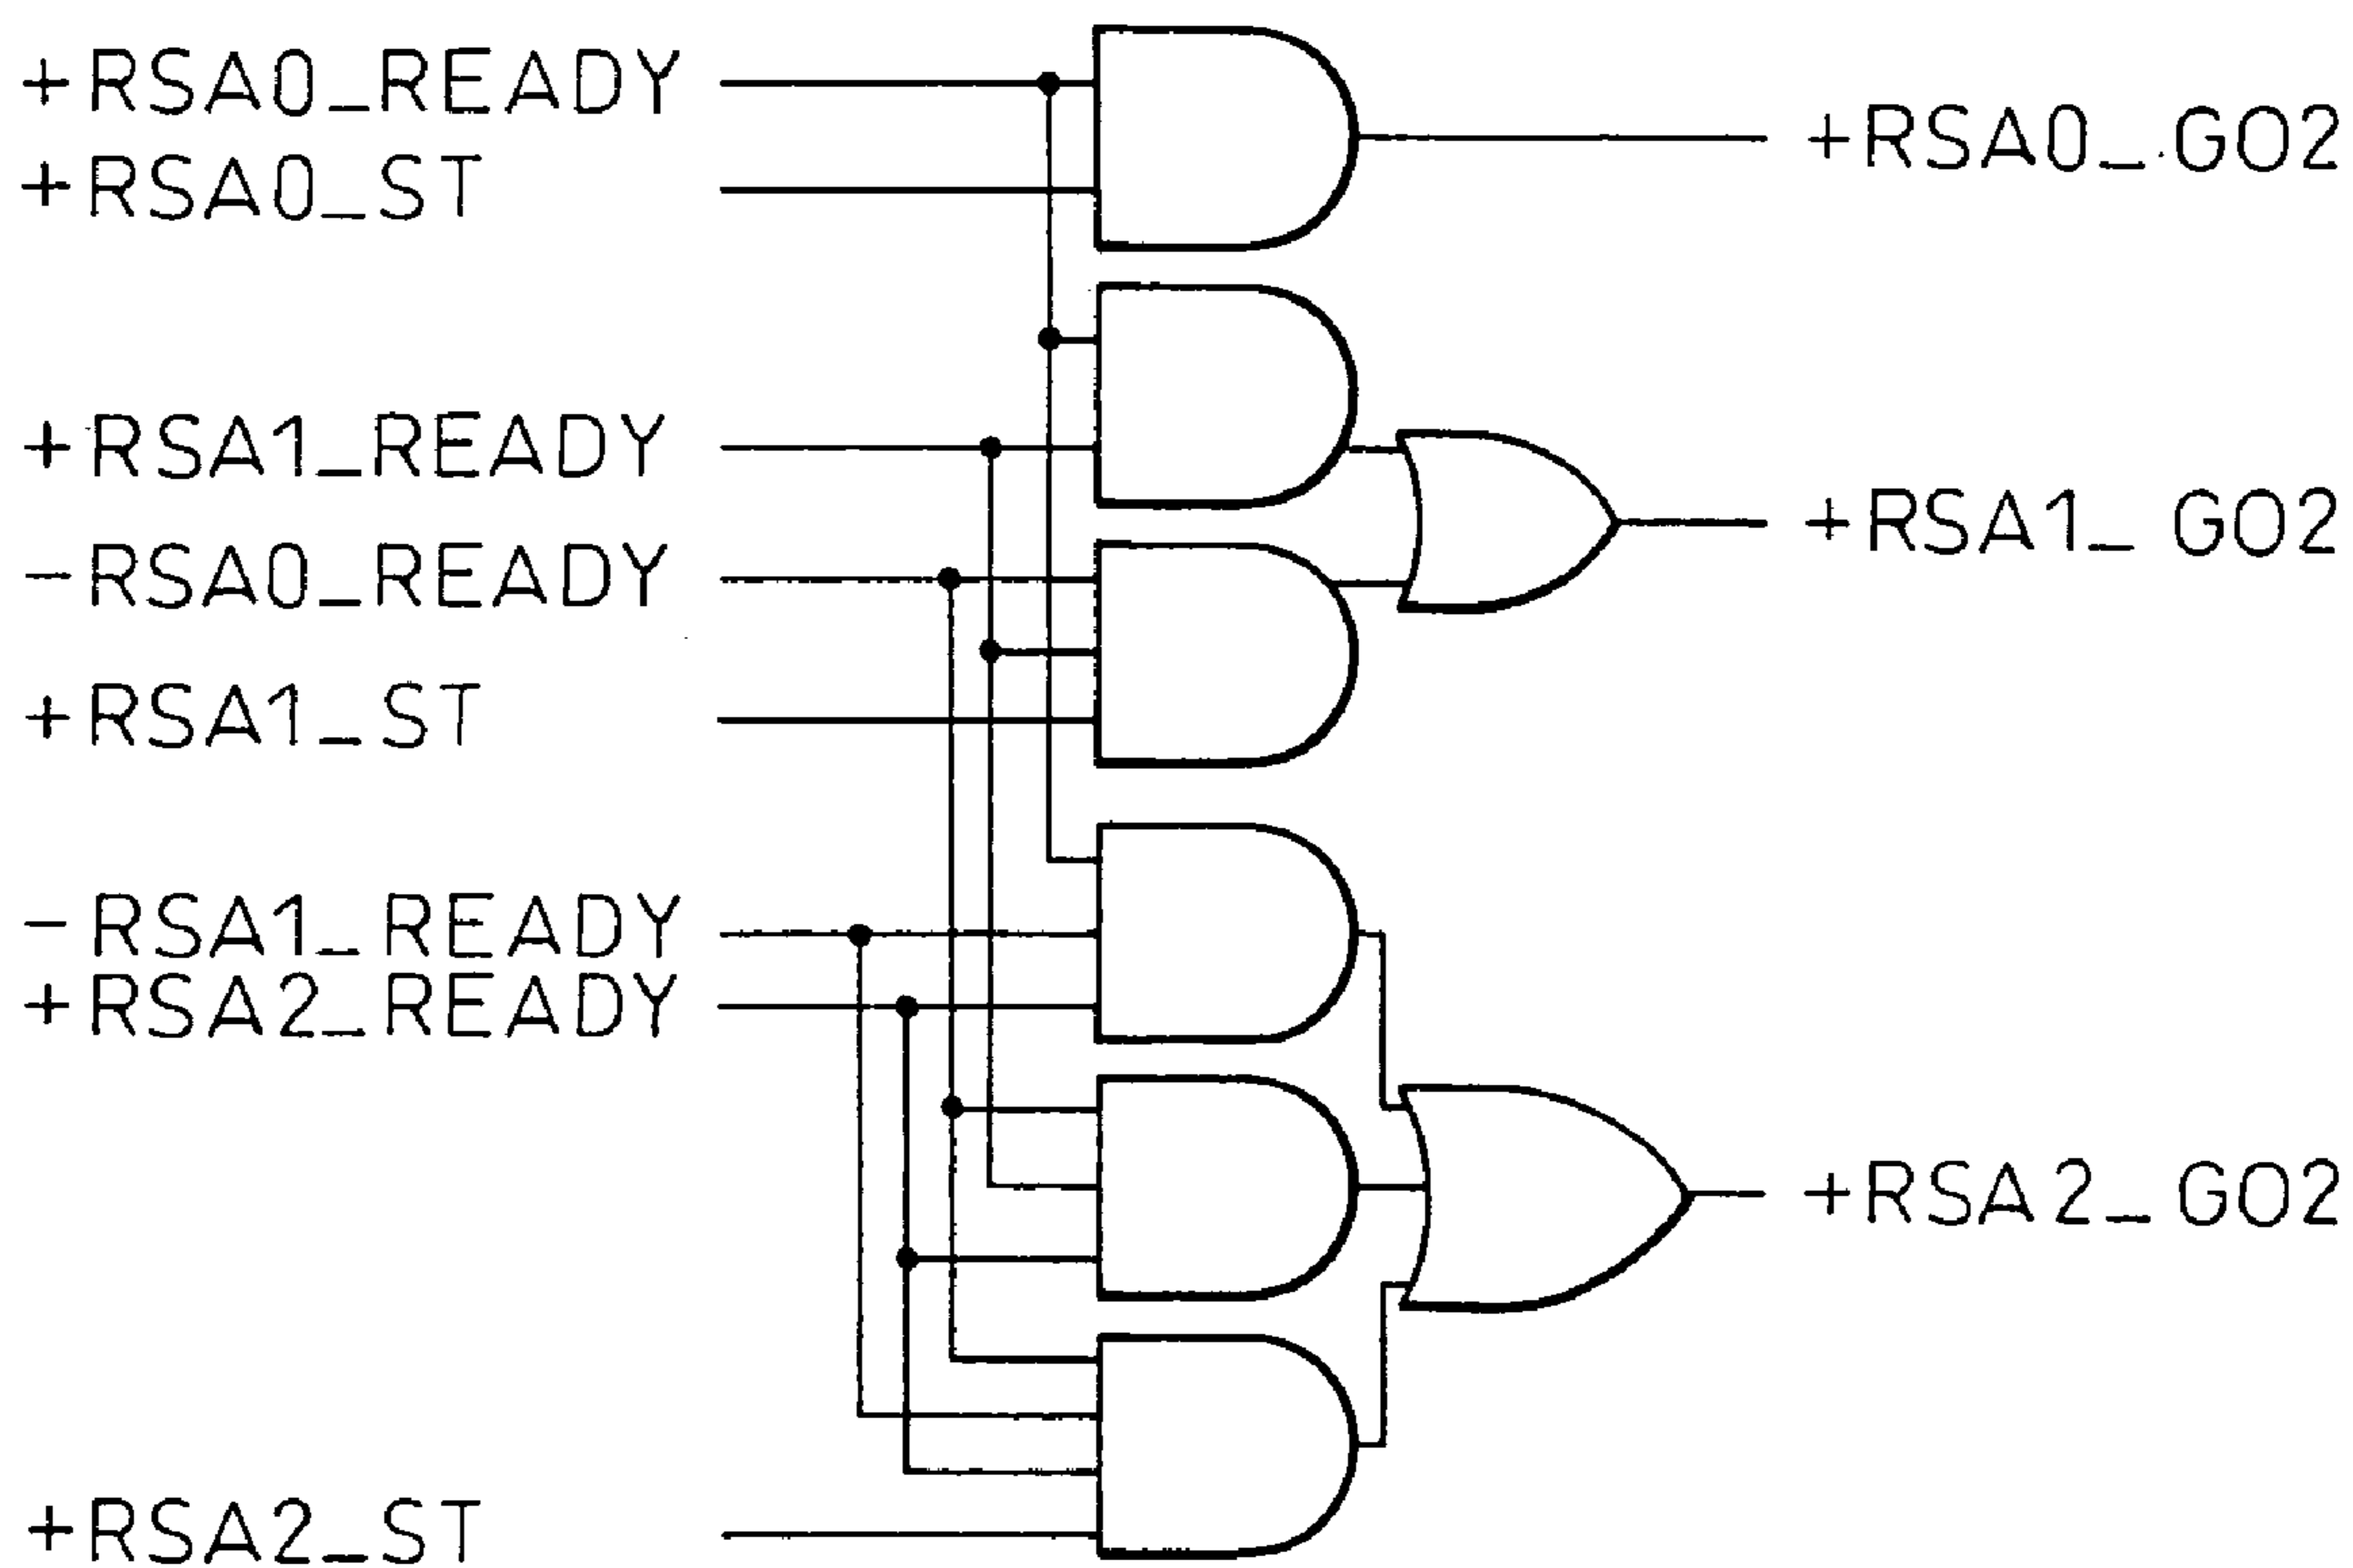 +RSA0_READY
+RSA0_ST
+RSA1_READY
-RSA0_READY
+RSA1_ST
-RSA1_READY
+RSA2_READY
+RSA2_ST
+RSA0_GO2
+RSA1_GO2
+RSA2_GO2